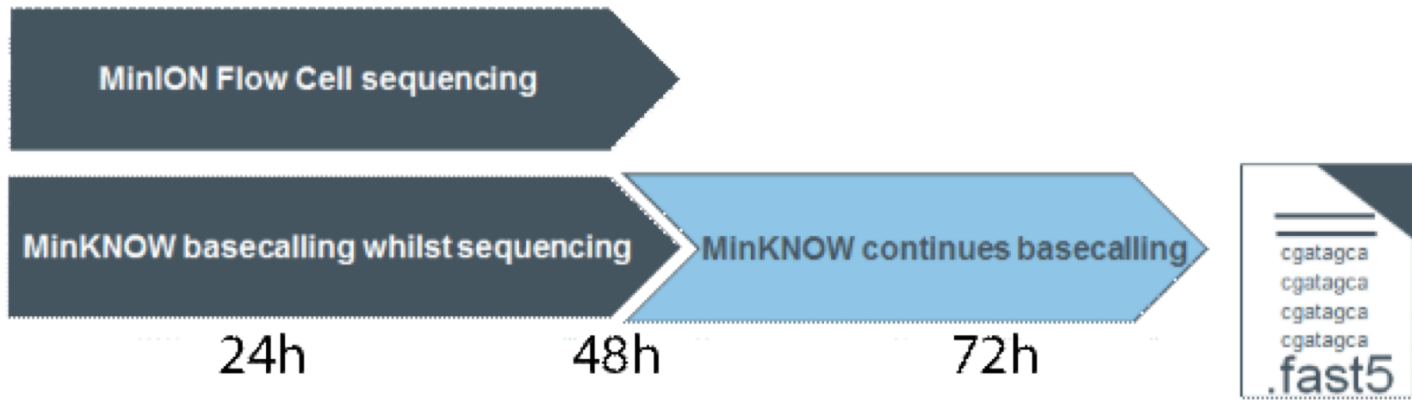 MinION Flow Cell sequencing
MinKNOW basecalling whilst sequencing
MinKNOW continues basecalling
24h
48h
72h
cgatagca
cgatagca
cgatagca
cgatagca
.fast5